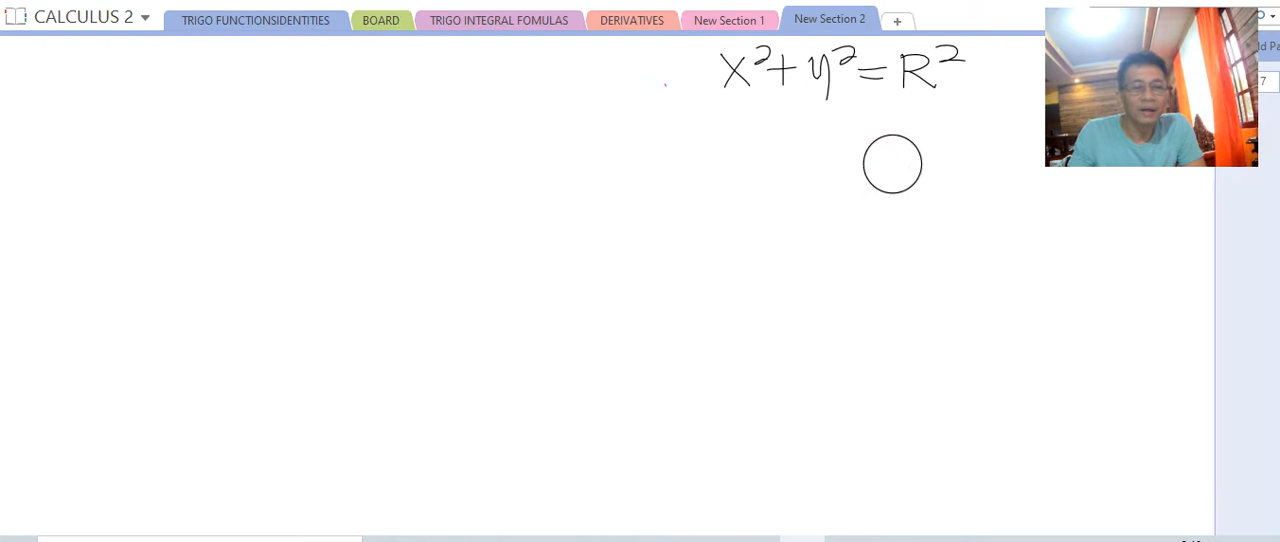 CALCULUS 2
TRIGO FUNCTIONSIDENTITIES
BOARD
TRIGO INTEGRAL FOMULAS
DERIVATIVES
New Section 1
New Section 2
x²+y²=R²